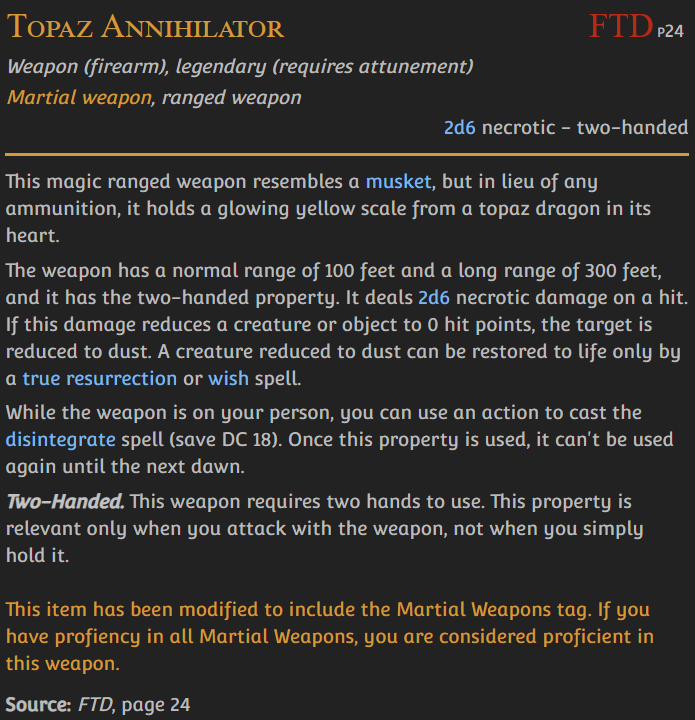 Topaz Annihilator FTD P24
Weapon (firearm), legendary (requires attunement)
Martial weapon, ranged weapon
2d6 necrotic - two-handed
This magic ranged weapon resembles a musket, but in lieu of any
ammunition, it holds a glowing yellow scale from a topaz dragon in its
heart.
The weapon has a normal range of 100 feet and a long range of 300 feet,
and it has the two-handed property. It deals 2d6 necrotic damage on a hit.
If this damage reduces a creature or object to 0 hit points, the target is
reduced to dust. A creature reduced to dust can be restored to life only by
a true resurrection or wish spell.
While the weapon is on your person, you can use an action to cast the
disintegrate spell (save DC 18). Once this property is used, it can't be used
again until the next dawn.
Two-Handed. This weapon requires two hands to use. This property is
relevant only when you attack with the weapon, not when you simply
hold it.
This item has been modified to include the Martial Weapons tag. If you
have profiency in all Martial Weapons, you are considered proficient in
this weapon.
Source: FTD, page 24